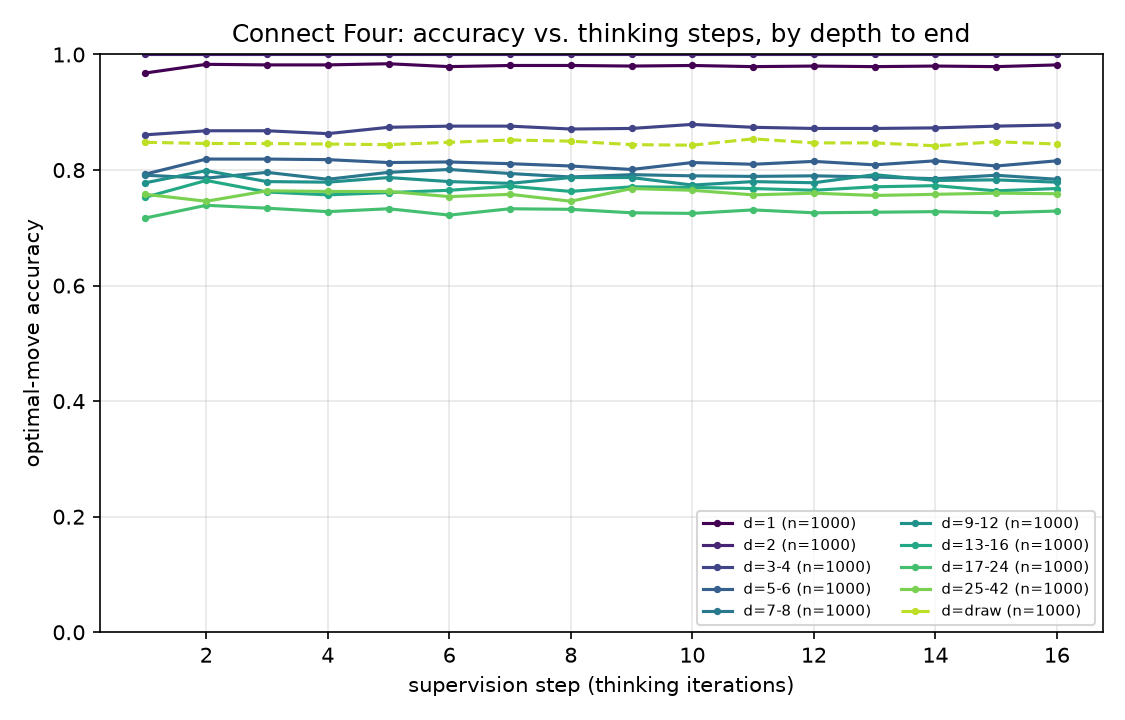 Connect Four: accuracy vs. thinking steps, by depth to end
1.0
0.8
0.6
0.4
0.2
0.0
optimal-move accuracy
2 4 6 8 10 12 14 16
supervision step (thinking iterations)
d=1 (n=1000)
d=2 (n=1000)
d=3-4 (n=1000)
d=5-6 (n=1000)
d=7-8 (n=1000)
d=9-12 (n=1000)
d=13-16 (n=1000)
d=17-24 (n=1000)
d=25-42 (n=1000)
d=draw (n=1000)